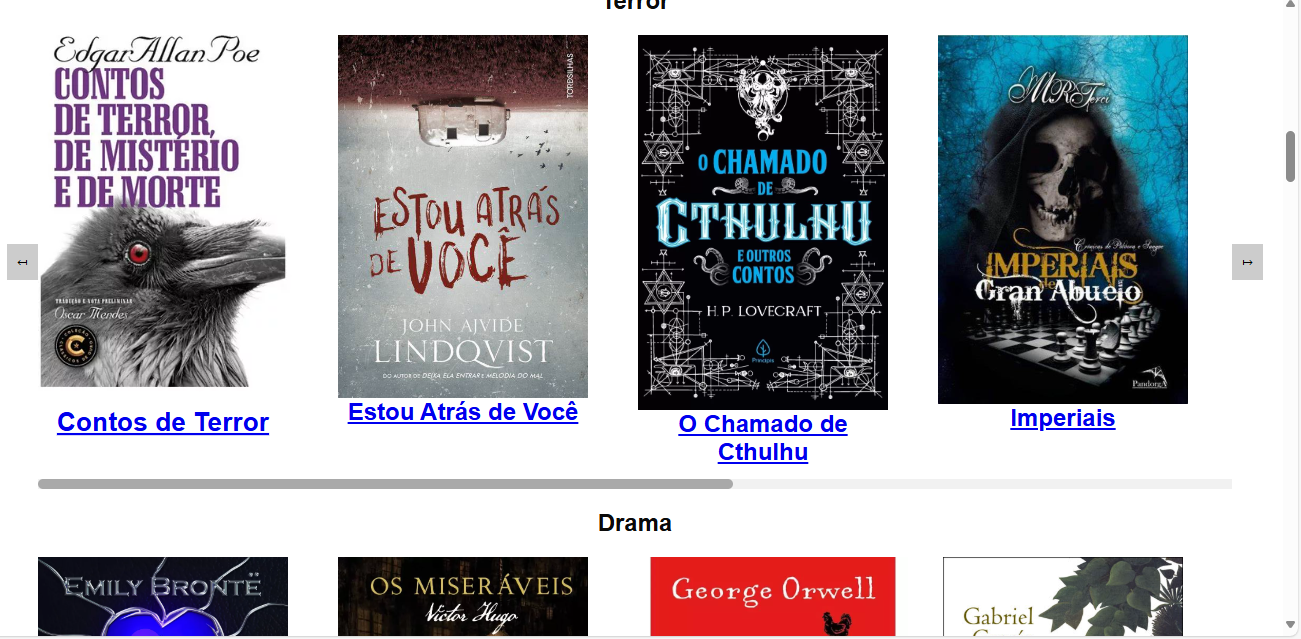 Terror
Edgar Allan Poe
CONTOS
DE TERROR,
DE MISTÉRIO
E DE MORTE
TRADUÇÃO E NOTA PRELIMINAR
Oscar Mendes
TORDSILHAS
ESTOU ATRÁS
DE VOCÊ
JOHN AJVIDE
LINDQVIST
DO AUTOR DE DEIXA ELA ENTRAR E MELODIA DO MAL
O CHAMADO
DE
CTHULHU
E OUTROS
CONTOS
H. P. LOVECRAFT
Principis
M.R.Terci
Crônicas de Pólvora e Sangue
IMPERIAIS
de
Gran Abuelo
PandorgA
↤
↦
Contos de Terror
Estou Atrás de Você
O Chamado de
Cthulhu
Imperiais
Drama
EMILY BRONTË
OS MISERÁVEIS
Victor Hugo
George Orwell
Gabriel